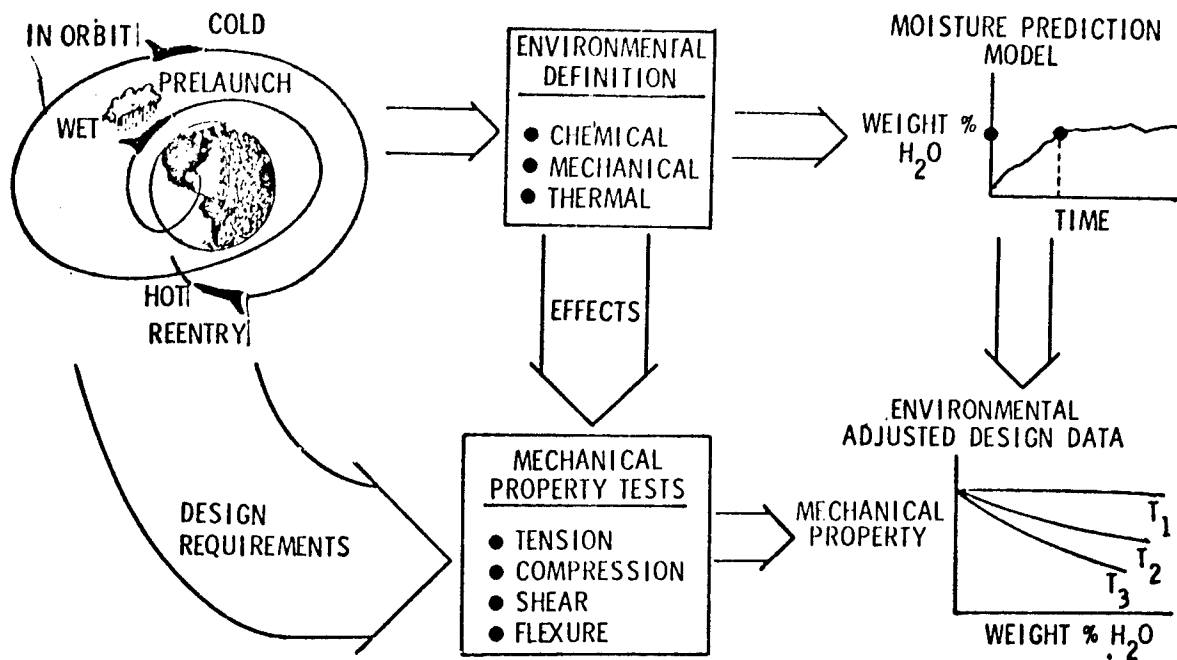 IN ORBIT
COLD
PRELAUNCH
WET
HOT
REENTRY
ENVIRONMENTAL
DEFINITION
● CHEMICAL
● MECHANICAL
● THERMAL
MOISTURE PREDICTION
MODEL
WEIGHT %
H2O
TIME
EFFECTS
DESIGN
REQUIREMENTS
MECHANICAL
PROPERTY TESTS
● TENSION
● COMPRESSION
● SHEAR
● FLEXURE
ENVIRONMENTAL
ADJUSTED DESIGN DATA
MECHANICAL
PROPERTY
T1
T2
T3
WEIGHT % H2O